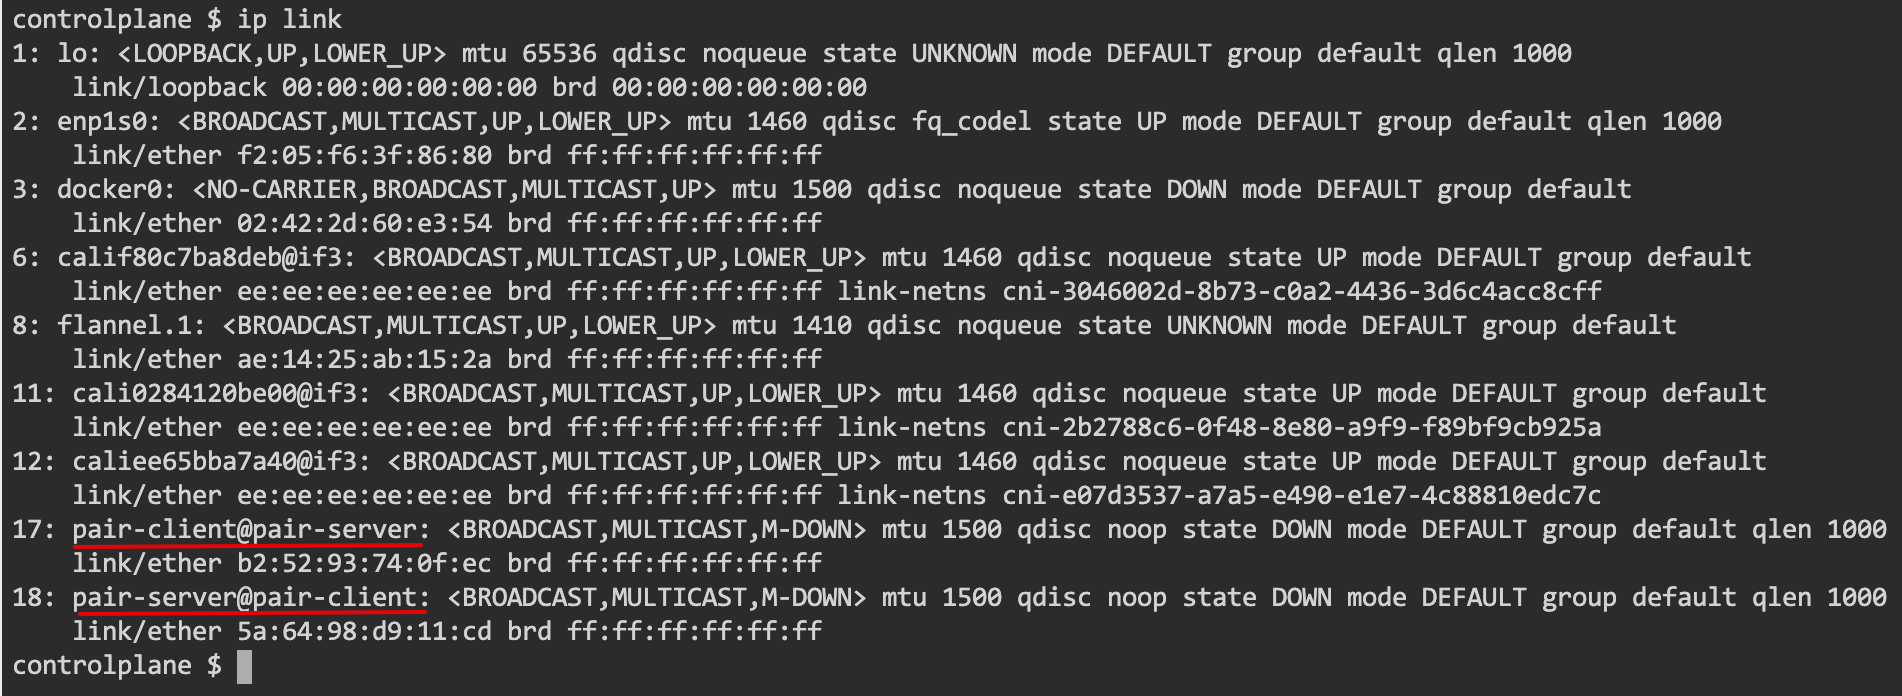 controlplane $ ip link
1: lo: <LOOPBACK,UP,LOWER_UP> mtu 65536 qdisc noqueue state UNKNOWN mode DEFAULT group default qlen 1000
    link/loopback 00:00:00:00:00:00 brd 00:00:00:00:00:00
2: enp1s0: <BROADCAST,MULTICAST,UP,LOWER_UP> mtu 1460 qdisc fq_codel state UP mode DEFAULT group default qlen 1000
    link/ether f2:05:f6:3f:86:80 brd ff:ff:ff:ff:ff:ff
3: docker0: <NO-CARRIER,BROADCAST,MULTICAST,UP> mtu 1500 qdisc noqueue state DOWN mode DEFAULT group default
    link/ether 02:42:2d:60:e3:54 brd ff:ff:ff:ff:ff:ff
6: calif80c7ba8deb@if3: <BROADCAST,MULTICAST,UP,LOWER_UP> mtu 1460 qdisc noqueue state UP mode DEFAULT group default
    link/ether ee:ee:ee:ee:ee:ee brd ff:ff:ff:ff:ff:ff link-netns cni-3046002d-8b73-c0a2-4436-3d6c4acc8cff
8: flannel.1: <BROADCAST,MULTICAST,UP,LOWER_UP> mtu 1410 qdisc noqueue state UNKNOWN mode DEFAULT group default
    link/ether ae:14:25:ab:15:2a brd ff:ff:ff:ff:ff:ff
11: cali0284120be00@if3: <BROADCAST,MULTICAST,UP,LOWER_UP> mtu 1460 qdisc noqueue state UP mode DEFAULT group default
    link/ether ee:ee:ee:ee:ee:ee brd ff:ff:ff:ff:ff:ff link-netns cni-2b2788c6-0f48-8e80-a9f9-f89bf9cb925a
12: caliee65bba7a40@if3: <BROADCAST,MULTICAST,UP,LOWER_UP> mtu 1460 qdisc noqueue state UP mode DEFAULT group default
    link/ether ee:ee:ee:ee:ee:ee brd ff:ff:ff:ff:ff:ff link-netns cni-e07d3537-a7a5-e490-e1e7-4c88810edc7c
17: pair-client@pair-server: <BROADCAST,MULTICAST,M-DOWN> mtu 1500 qdisc noop state DOWN mode DEFAULT group default qlen 1000
    link/ether b2:52:93:74:0f:ec brd ff:ff:ff:ff:ff:ff
18: pair-server@pair-client: <BROADCAST,MULTICAST,M-DOWN> mtu 1500 qdisc noop state DOWN mode DEFAULT group default qlen 1000
    link/ether 5a:64:98:d9:11:cd brd ff:ff:ff:ff:ff:ff
controlplane $